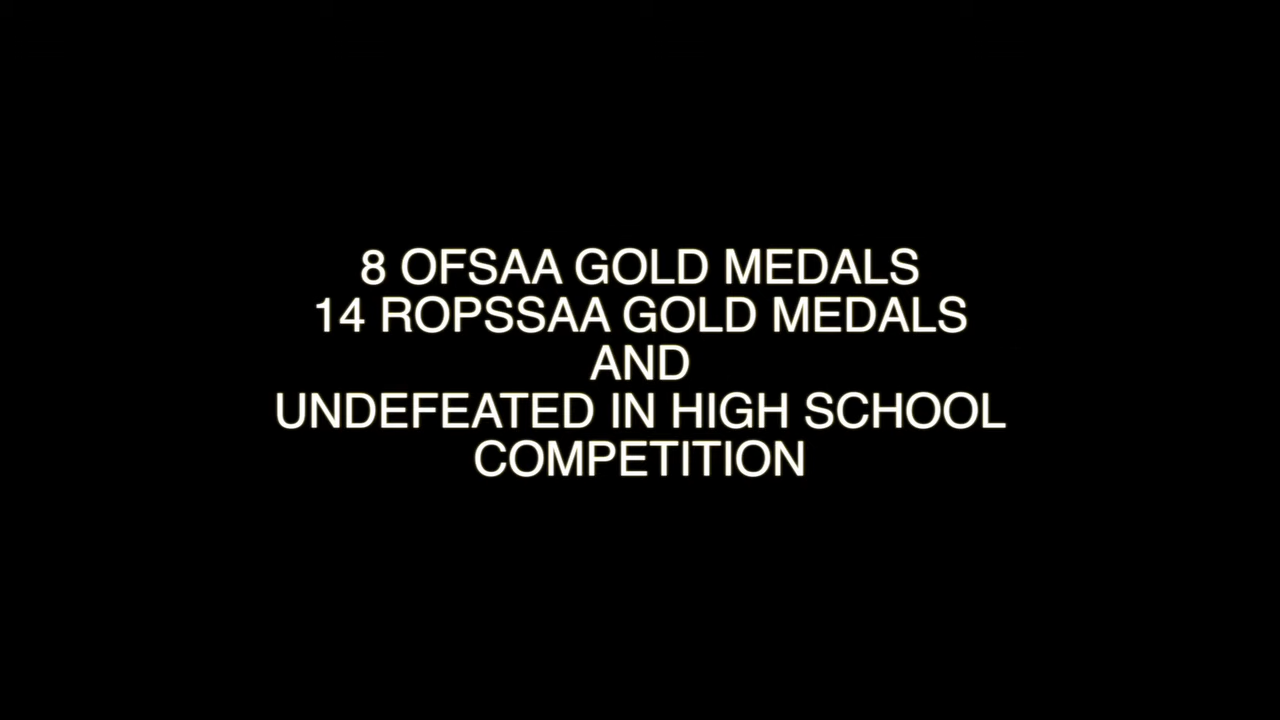 8 OFSAA GOLD MEDALS
14 ROPSSAA GOLD MEDALS
AND
UNDEFEATED IN HIGH SCHOOL
COMPETITION